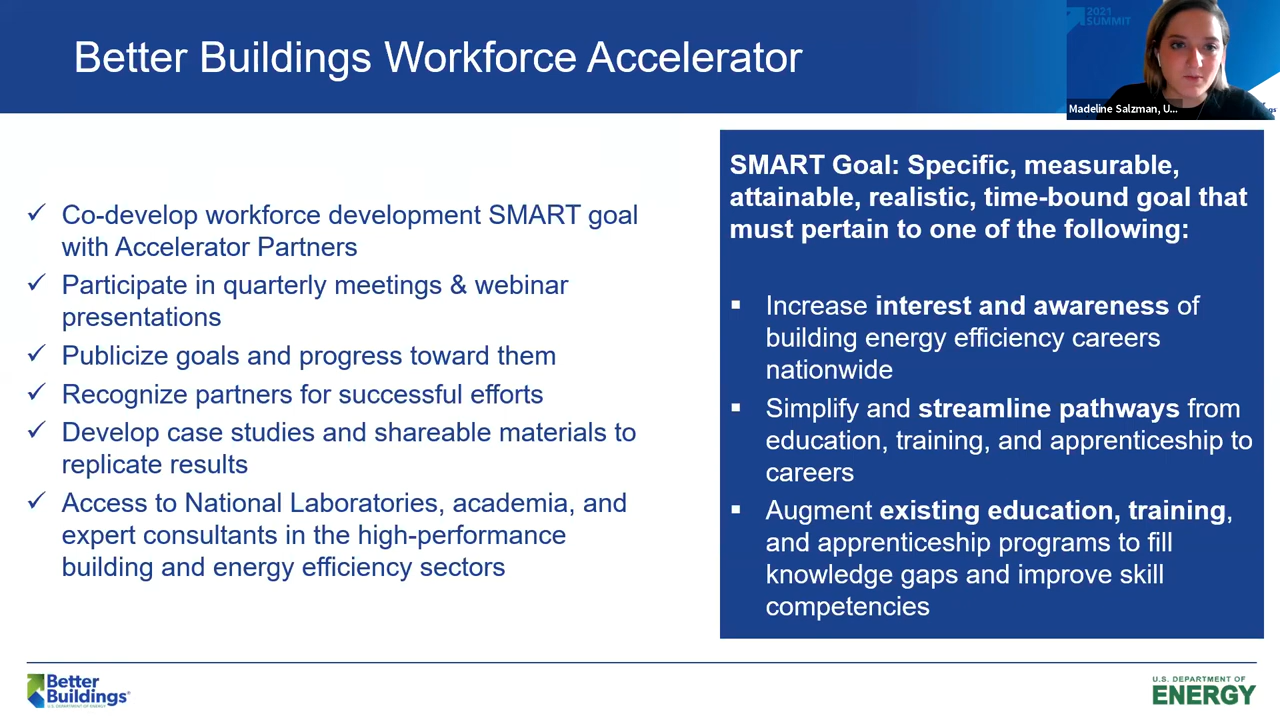 Better Buildings Workforce Accelerator
2021
SUMMIT
Madeline Salzman, U...
✓ Co-develop workforce development SMART goal
with Accelerator Partners
✓ Participate in quarterly meetings & webinar
presentations
✓ Publicize goals and progress toward them
✓ Recognize partners for successful efforts
✓ Develop case studies and shareable materials to
replicate results
✓ Access to National Laboratories, academia, and
expert consultants in the high-performance
building and energy efficiency sectors
SMART Goal: Specific, measurable,
attainable, realistic, time-bound goal that
must pertain to one of the following:
▪ Increase interest and awareness of
building energy efficiency careers
nationwide
▪ Simplify and streamline pathways from
education, training, and apprenticeship to
careers
▪ Augment existing education, training,
and apprenticeship programs to fill
knowledge gaps and improve skill
competencies
Better
Buildings®
U.S. DEPARTMENT OF ENERGY
U.S. DEPARTMENT OF
ENERGY